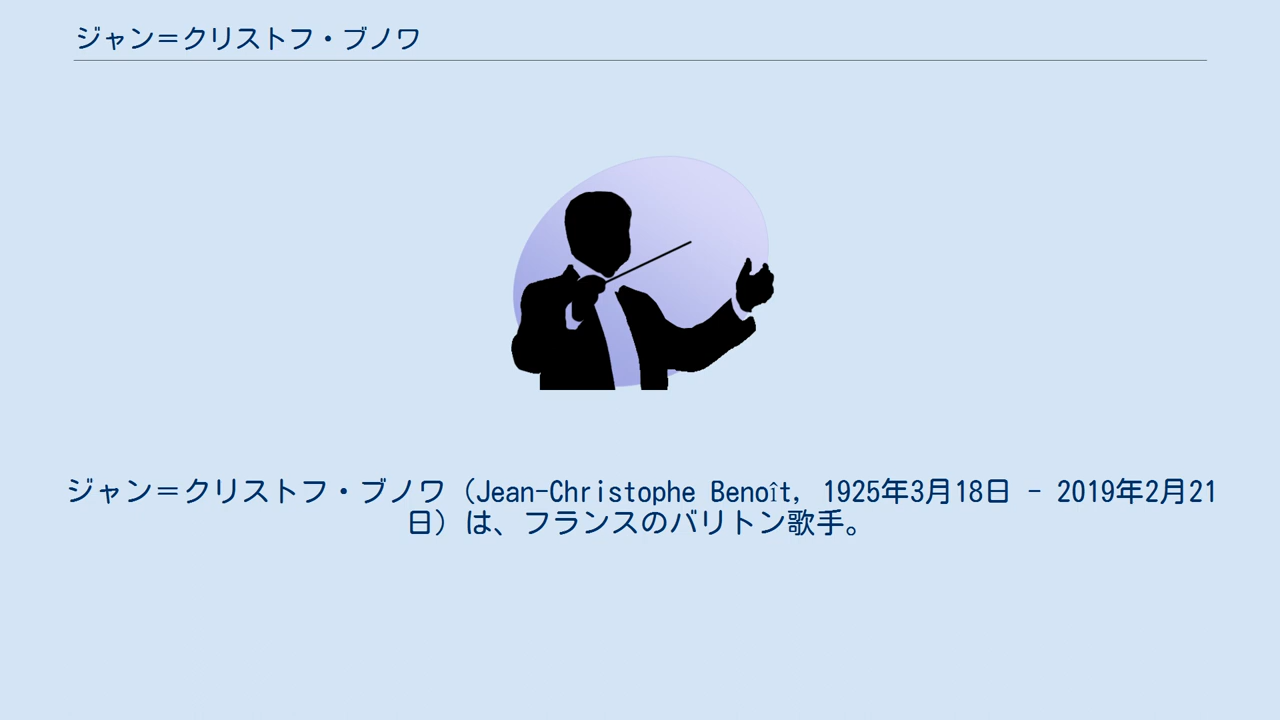 ジャン＝クリストフ・ブノワ
ジャン＝クリストフ・ブノワ（Jean-Christophe Benoît, 1925年3月18日 - 2019年2月21
日）は、フランスのバリトン歌手。